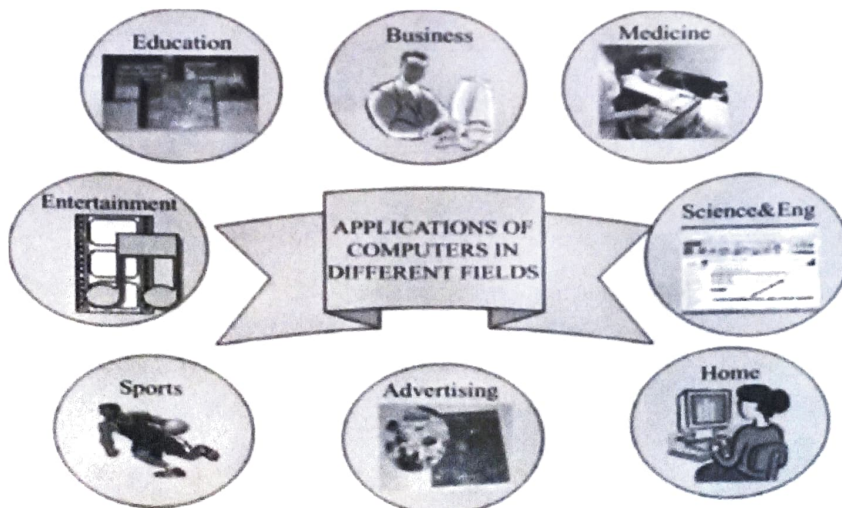 Education
Business
Medicine
Entertainment
APPLICATIONS OF
COMPUTERS IN
DIFFERENT FIELDS
Science&Eng
Sports
Advertising
Home